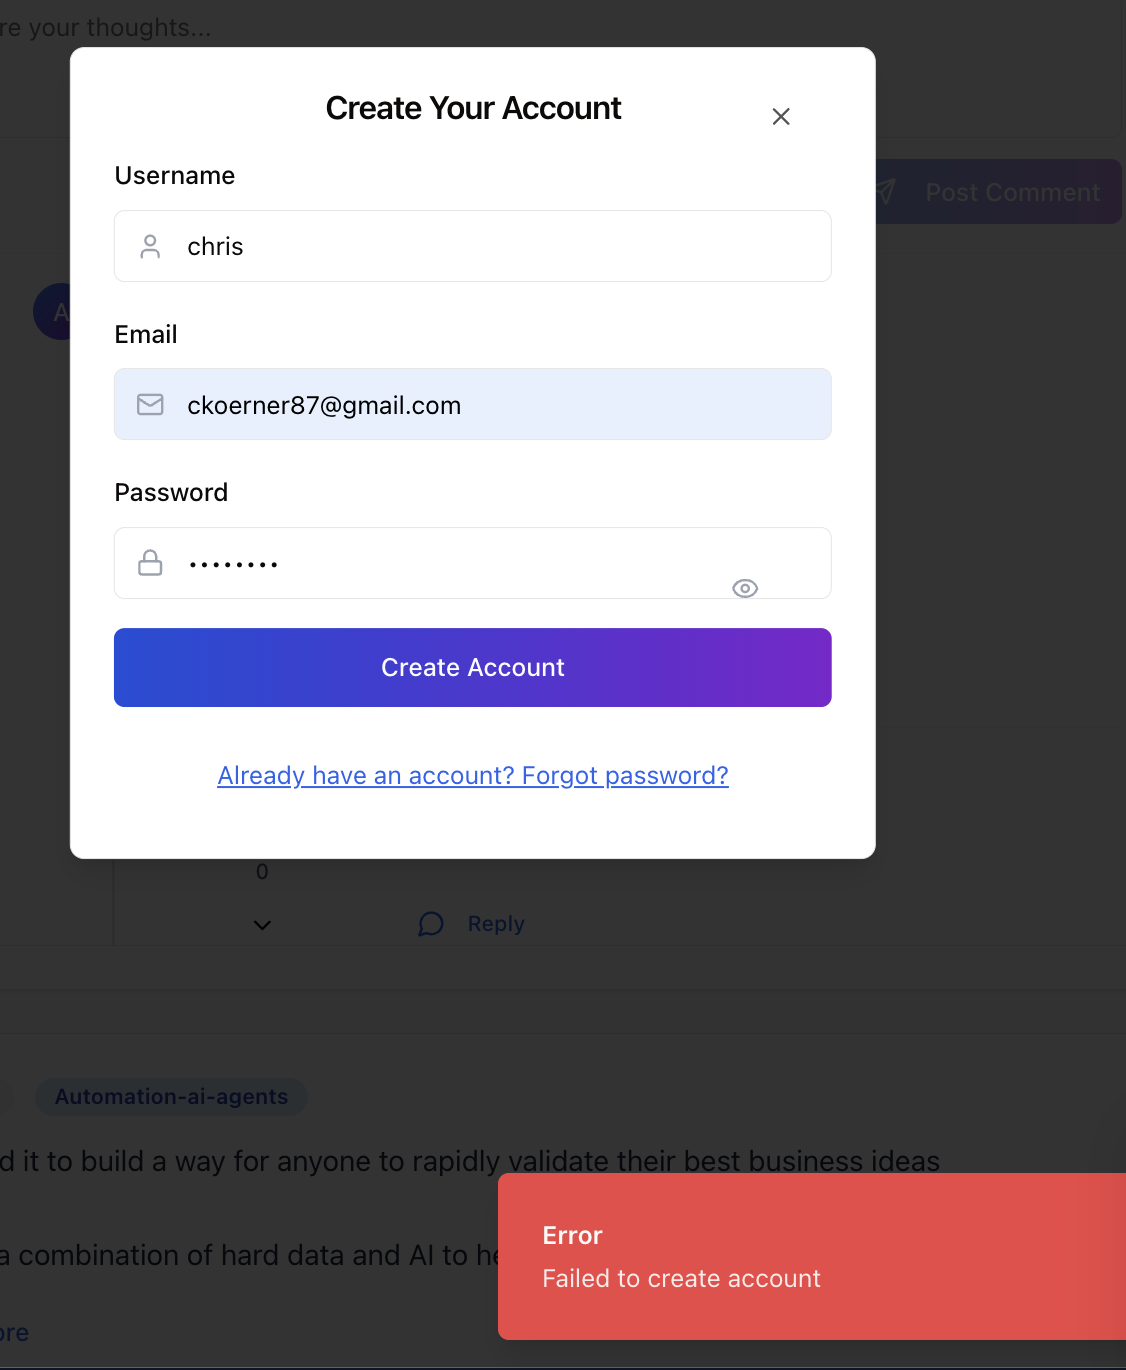 re your thoughts...
Create Your Account
Username
Post Comment
chris
A
Email
ckoerner87@gmail.com
Password
••••••••
Create Account
Already have an account? Forgot password?
0
Reply
Automation-ai-agents
d it to build a way for anyone to rapidly validate their best business ideas
a combination of hard data and AI to he
Error
Failed to create account
ore